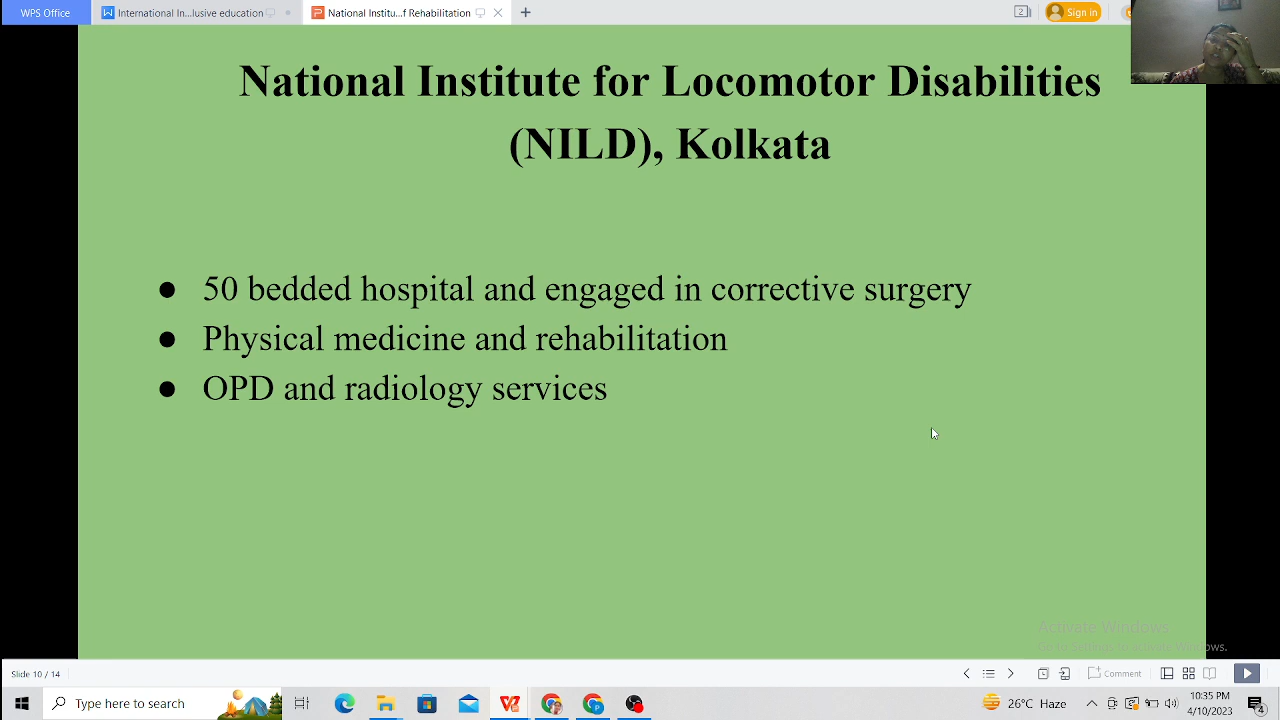 WPS Office
International In...lusive education
National Institu...f Rehabilitation
2
Sign in
National Institute for Locomotor Disabilities
(NILD), Kolkata
● 50 bedded hospital and engaged in corrective surgery
● Physical medicine and rehabilitation
● OPD and radiology services
Activate Windows
Slide 10 / 14
Comment
Type here to search
26°C Haze
10:35 PM
4/10/2023
4